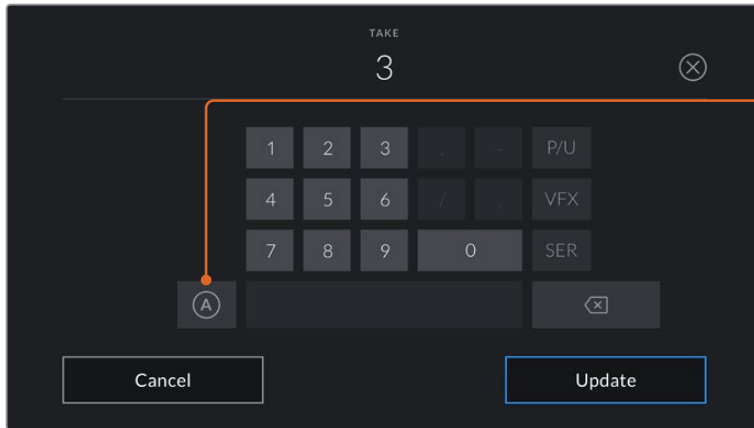 TAKE
3
1 2 3 . - P/U
4 5 6 / , VFX
7 8 9 0 SER
A
Cancel Update